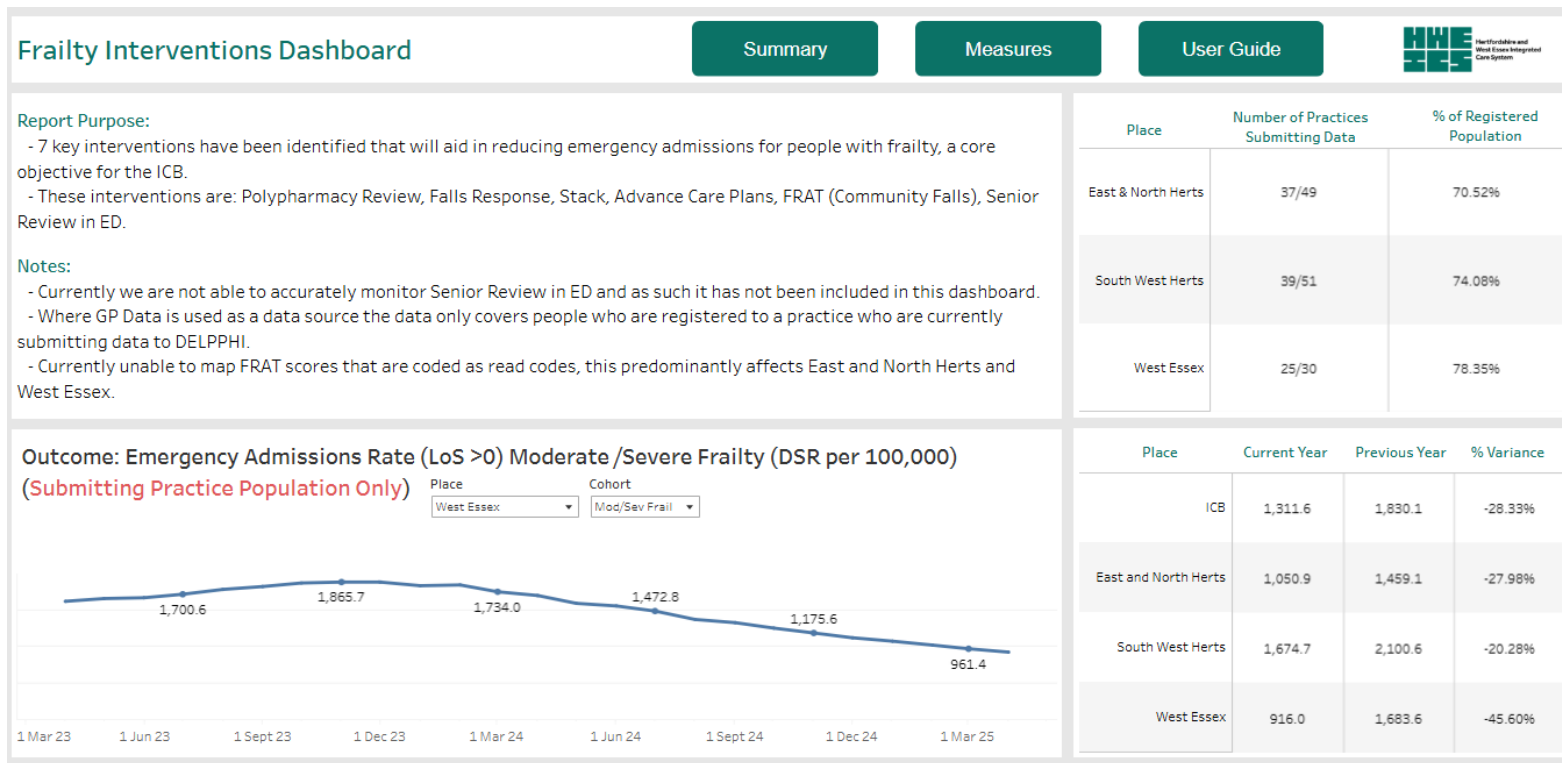 Frailty Interventions Dashboard
Summary
Measures
User Guide
HWE
ICS
Hertfordshire and
West Essex Integrated
Care System
Report Purpose:
- 7 key interventions have been identified that will aid in reducing emergency admissions for people with frailty, a core
objective for the ICB.
- These interventions are: Polypharmacy Review, Falls Response, Stack, Advance Care Plans, FRAT (Community Falls), Senior
Review in ED.
Notes:
- Currently we are not able to accurately monitor Senior Review in ED and as such it has not been included in this dashboard.
- Where GP Data is used as a data source the data only covers people who are registered to a practice who are currently
submitting data to DELPPHI.
- Currently unable to map FRAT scores that are coded as read codes, this predominantly affects East and North Herts and
West Essex.
Place Number of Practices Submitting Data % of Registered Population
East & North Herts 37/49 70.52%
South West Herts 39/51 74.08%
West Essex 25/30 78.35%
Outcome: Emergency Admissions Rate (LoS >0) Moderate /Severe Frailty (DSR per 100,000)
(Submitting Practice Population Only)
Place
West Essex
Cohort
Mod/Sev Frail
1,700.6
1,865.7
1,734.0
1,472.8
1,175.6
961.4
1 Mar 23 1 Jun 23 1 Sept 23 1 Dec 23 1 Mar 24 1 Jun 24 1 Sept 24 1 Dec 24 1 Mar 25
Place Current Year Previous Year % Variance
ICB 1,311.6 1,830.1 -28.33%
East and North Herts 1,050.9 1,459.1 -27.98%
South West Herts 1,674.7 2,100.6 -20.28%
West Essex 916.0 1,683.6 -45.60%